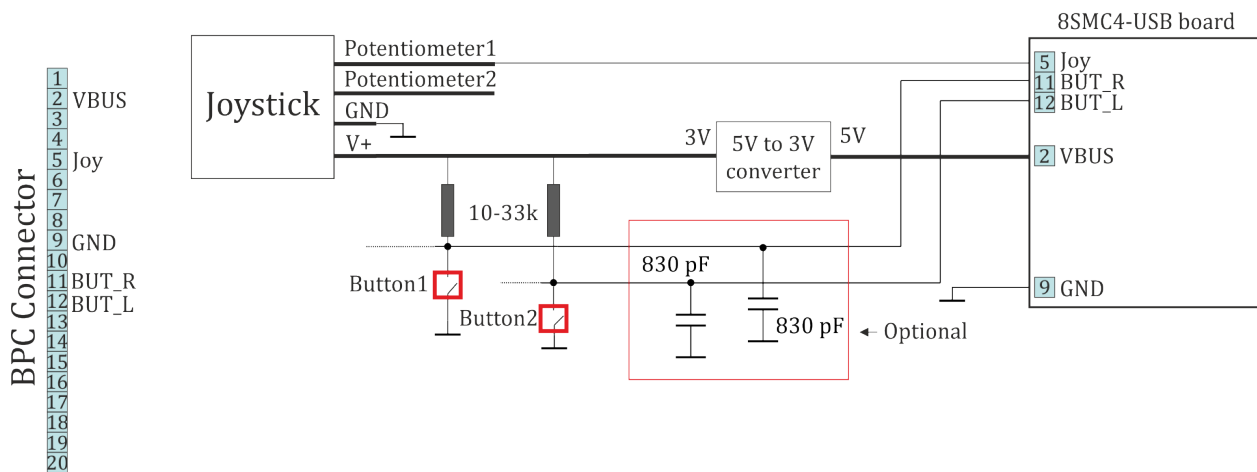 BPC Connector
1
2 VBUS
3
4
5 Joy
6
7
8
9 GND
10
11 BUT_R
12 BUT_L
13
14
15
16
17
18
19
20
Joystick
Potentiometer1
Potentiometer2
GND
V+
3V
5V to 3V
converter
5V
10-33k
Button1
Button2
830 pF
830 pF
Optional
8SMC4-USB board
5 Joy
11 BUT_R
12 BUT_L
2 VBUS
9 GND